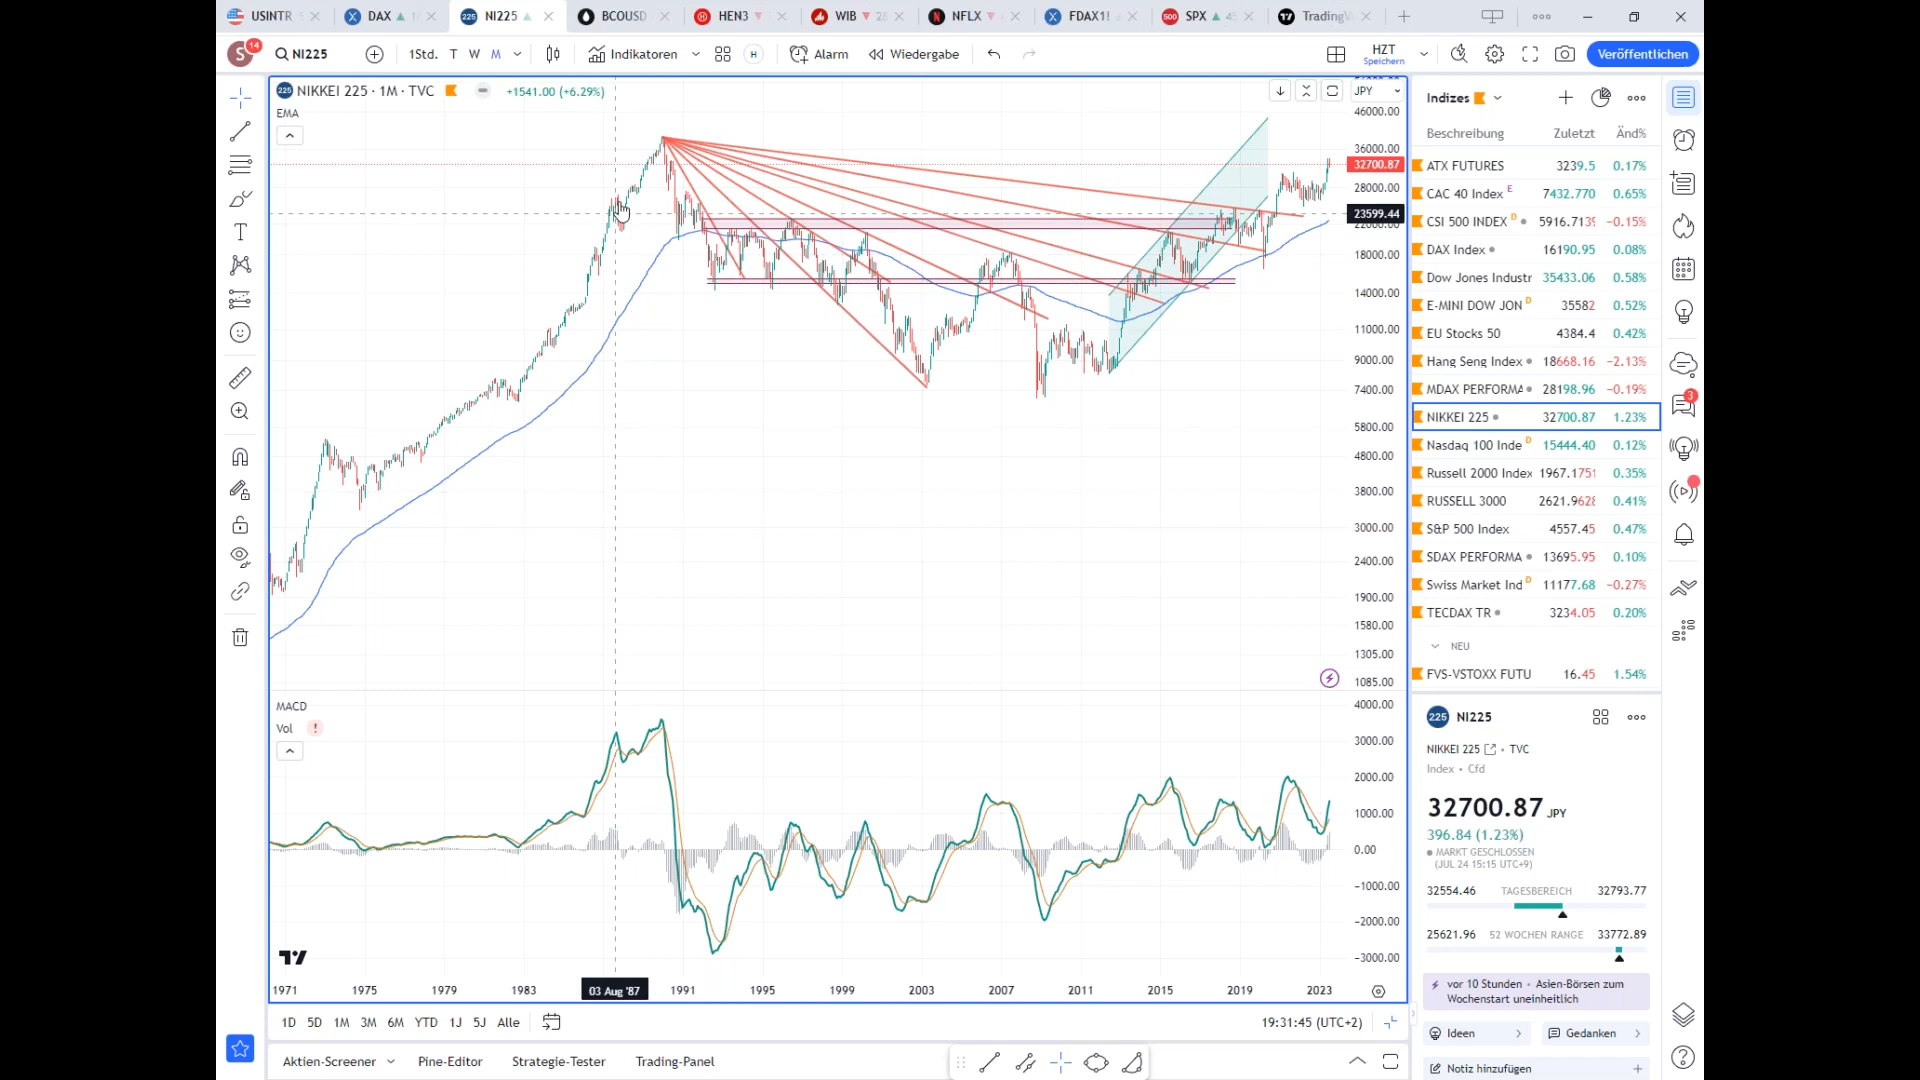 USINTR
DAX
NI225
BCOUSD
HEN3
WIB 28
NFLX
FDAX1!
SPX 45
TradingV
S 14
NI225
1Std. T W M
Indikatoren
H
Alarm
Wiedergabe
HZT
Speichern
Veröffentlichen
225 NIKKEI 225 · 1M · TVC
+1541.00 (+6.29%)
JPY
EMA
46000.00
36000.00
32700.87
28000.00
23599.44
22000.00
18000.00
14000.00
11000.00
9000.00
7400.00
5800.00
4800.00
3800.00
3000.00
2400.00
1900.00
1580.00
1305.00
1085.00
MACD
Vol !
4000.00
3000.00
2000.00
1000.00
0.00
−1000.00
−2000.00
−3000.00
1971 1975 1979 1983 03 Aug '87 1991 1995 1999 2003 2007 2011 2015 2019 2023
1D 5D 1M 3M 6M YTD 1J 5J Alle
19:31:45 (UTC+2)
Aktien-Screener
Pine-Editor
Strategie-Tester
Trading-Panel
Indizes
Beschreibung Zuletzt Änd%
ATX FUTURES 3239.5 0.17%
CAC 40 Index E 7432.770 0.65%
CSI 500 INDEX D 5916.7139 −0.15%
DAX Index 16190.95 0.08%
Dow Jones Industr 35433.06 0.58%
E-MINI DOW JON D 35582 0.52%
EU Stocks 50 4384.4 0.42%
Hang Seng Index 18668.16 −2.13%
MDAX PERFORMA 28198.96 −0.19%
NIKKEI 225 32700.87 1.23%
Nasdaq 100 Inde D 15444.40 0.12%
Russell 2000 Index 1967.1751 0.35%
RUSSELL 3000 2621.9628 0.41%
S&P 500 Index 4557.45 0.47%
SDAX PERFORMA 13695.95 0.10%
Swiss Market Ind D 11177.68 −0.27%
TECDAX TR 3234.05 0.20%
NEU
FVS-VSTOXX FUTU 16.45 1.54%
3
225 NI225
NIKKEI 225 • TVC
Index • Cfd
32700.87 JPY
396.84 (1.23%)
MARKT GESCHLOSSEN
(JUL 24 15:15 UTC+9)
32554.46 TAGESBEREICH 32793.77
25621.96 52 WOCHEN RANGE 33772.89
vor 10 Stunden • Asien-Börsen zum
Wochenstart uneinheitlich
Ideen
Gedanken
Notiz hinzufügen